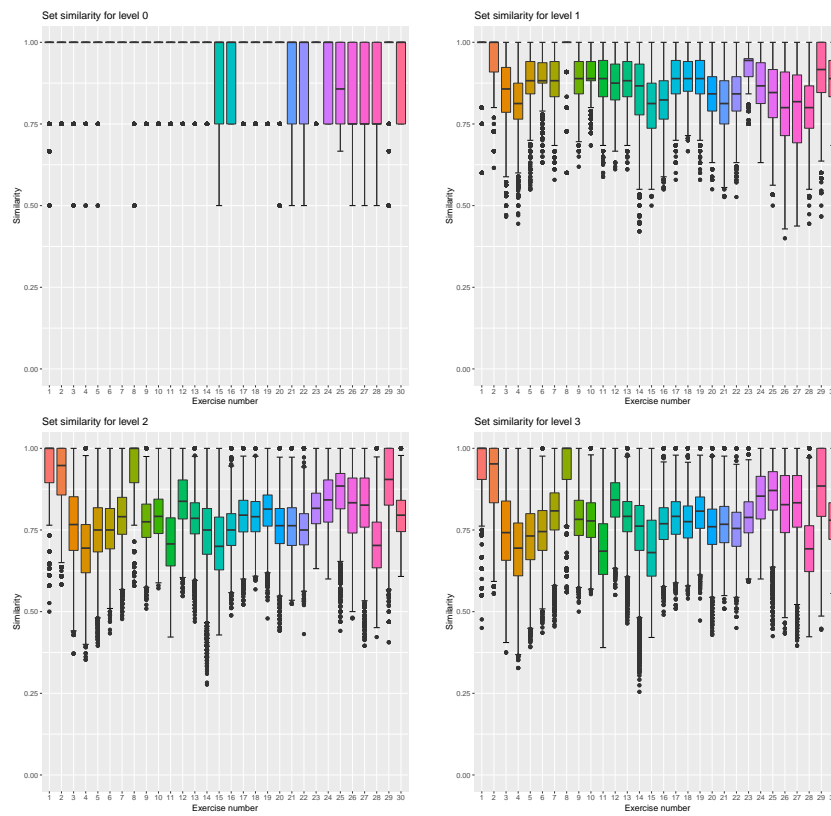 Set similarity for level 0
1.00
0.75
0.50
0.25
0.00
Similarity
1 2 3 4 5 6 7 8 9 10 11 12 13 14 15 16 17 18 19 20 21 22 23 24 25 26 27 28 29 30
Exercise number
Set similarity for level 1
1.00
0.75
0.50
0.25
0.00
Similarity
1 2 3 4 5 6 7 8 9 10 11 12 13 14 15 16 17 18 19 20 21 22 23 24 25 26 27 28 29 3
Exercise number
Set similarity for level 2
1.00
0.75
0.50
0.25
0.00
Similarity
1 2 3 4 5 6 7 8 9 10 11 12 13 14 15 16 17 18 19 20 21 22 23 24 25 26 27 28 29 30
Exercise number
Set similarity for level 3
1.00
0.75
0.50
0.25
0.00
Similarity
1 2 3 4 5 6 7 8 9 10 11 12 13 14 15 16 17 18 19 20 21 22 23 24 25 26 27 28 29 3
Exercise number